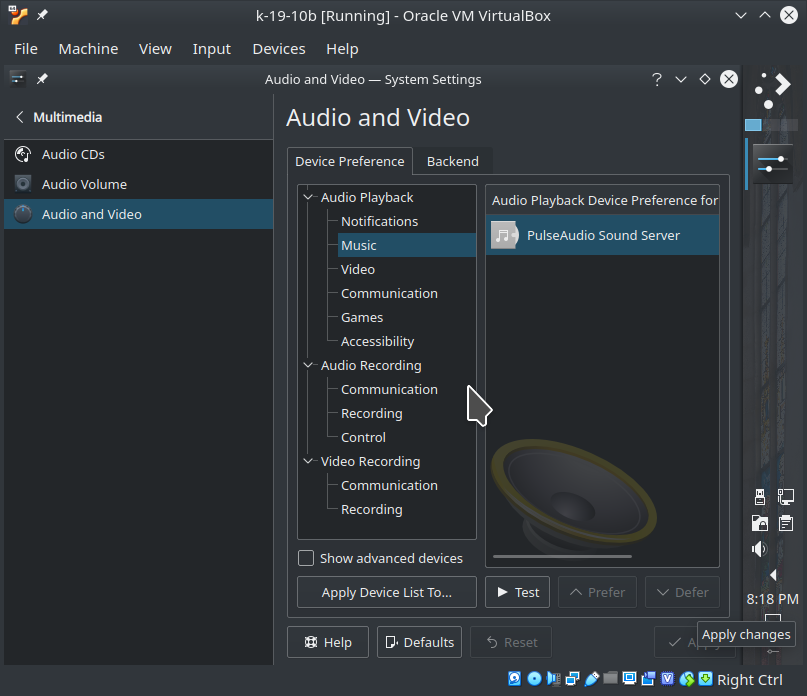 k-19-10b [Running] - Oracle VM VirtualBox
File Machine View Input Devices Help
Audio and Video — System Settings
?
Multimedia
Audio CDs
Audio Volume
Audio and Video
Audio and Video
Device Preference Backend
Audio Playback
Notifications
Music
Video
Communication
Games
Accessibility
Audio Recording
Communication
Recording
Control
Video Recording
Communication
Recording
Audio Playback Device Preference for
PulseAudio Sound Server
Show advanced devices
Apply Device List To...
Test Prefer Defer
Help Defaults Reset
8:18 PM
Apply changes
Right Ctrl